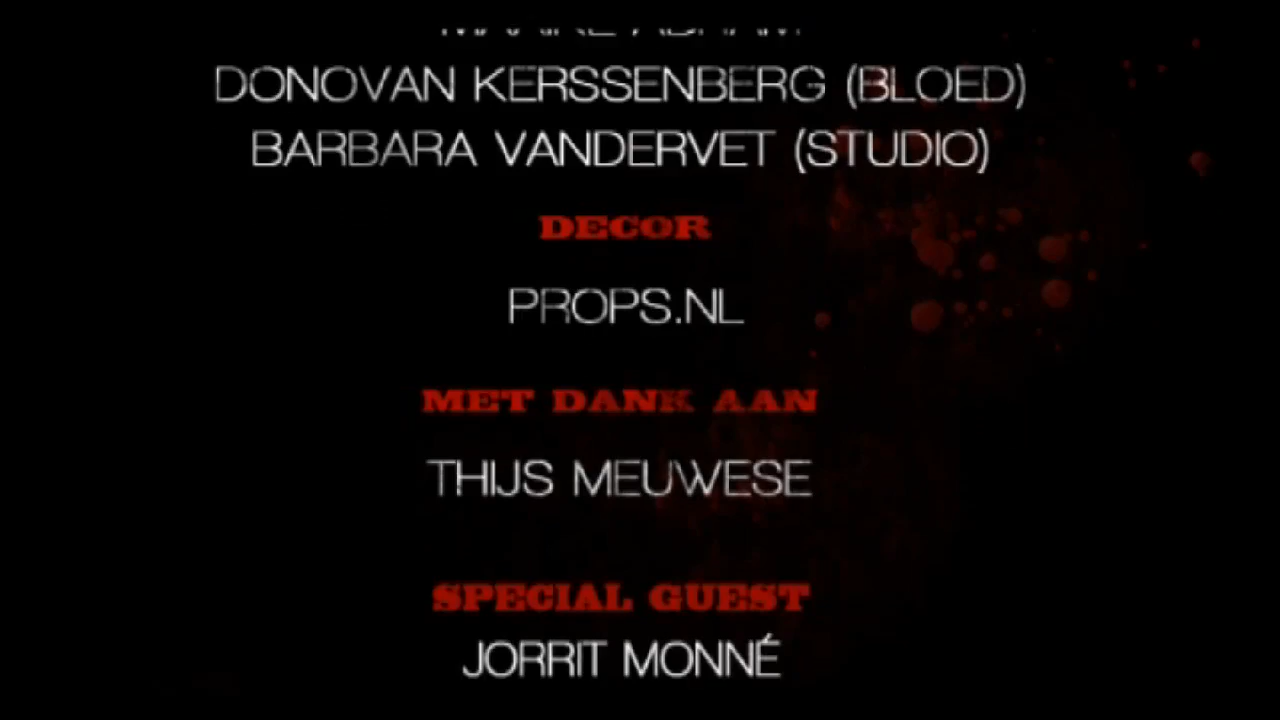 DONOVAN KERSSENBERG (BLOED)
BARBARA VANDERVET (STUDIO)
DECOR
PROPS.NL
MET DANK AAN
THIJS MEUWESE
SPECIAL GUEST
JORRIT MONNÉ